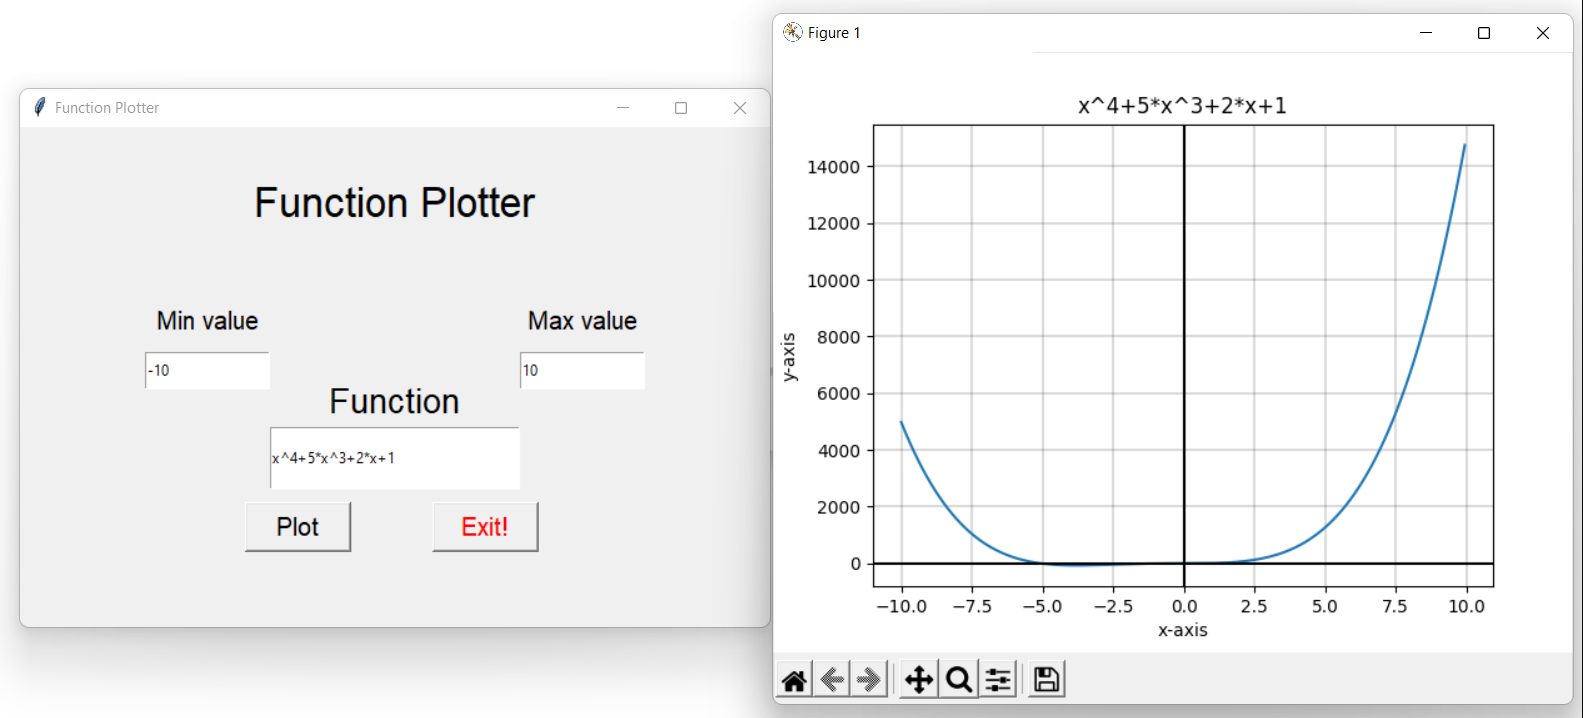 Function Plotter
Function Plotter
Min value
Max value
-10
10
Function
x^4+5*x^3+2*x+1
Plot
Exit!
Figure 1
x^4+5*x^3+2*x+1
14000
12000
10000
8000
6000
4000
2000
0
y-axis
−10.0 −7.5 −5.0 −2.5 0.0 2.5 5.0 7.5 10.0
x-axis